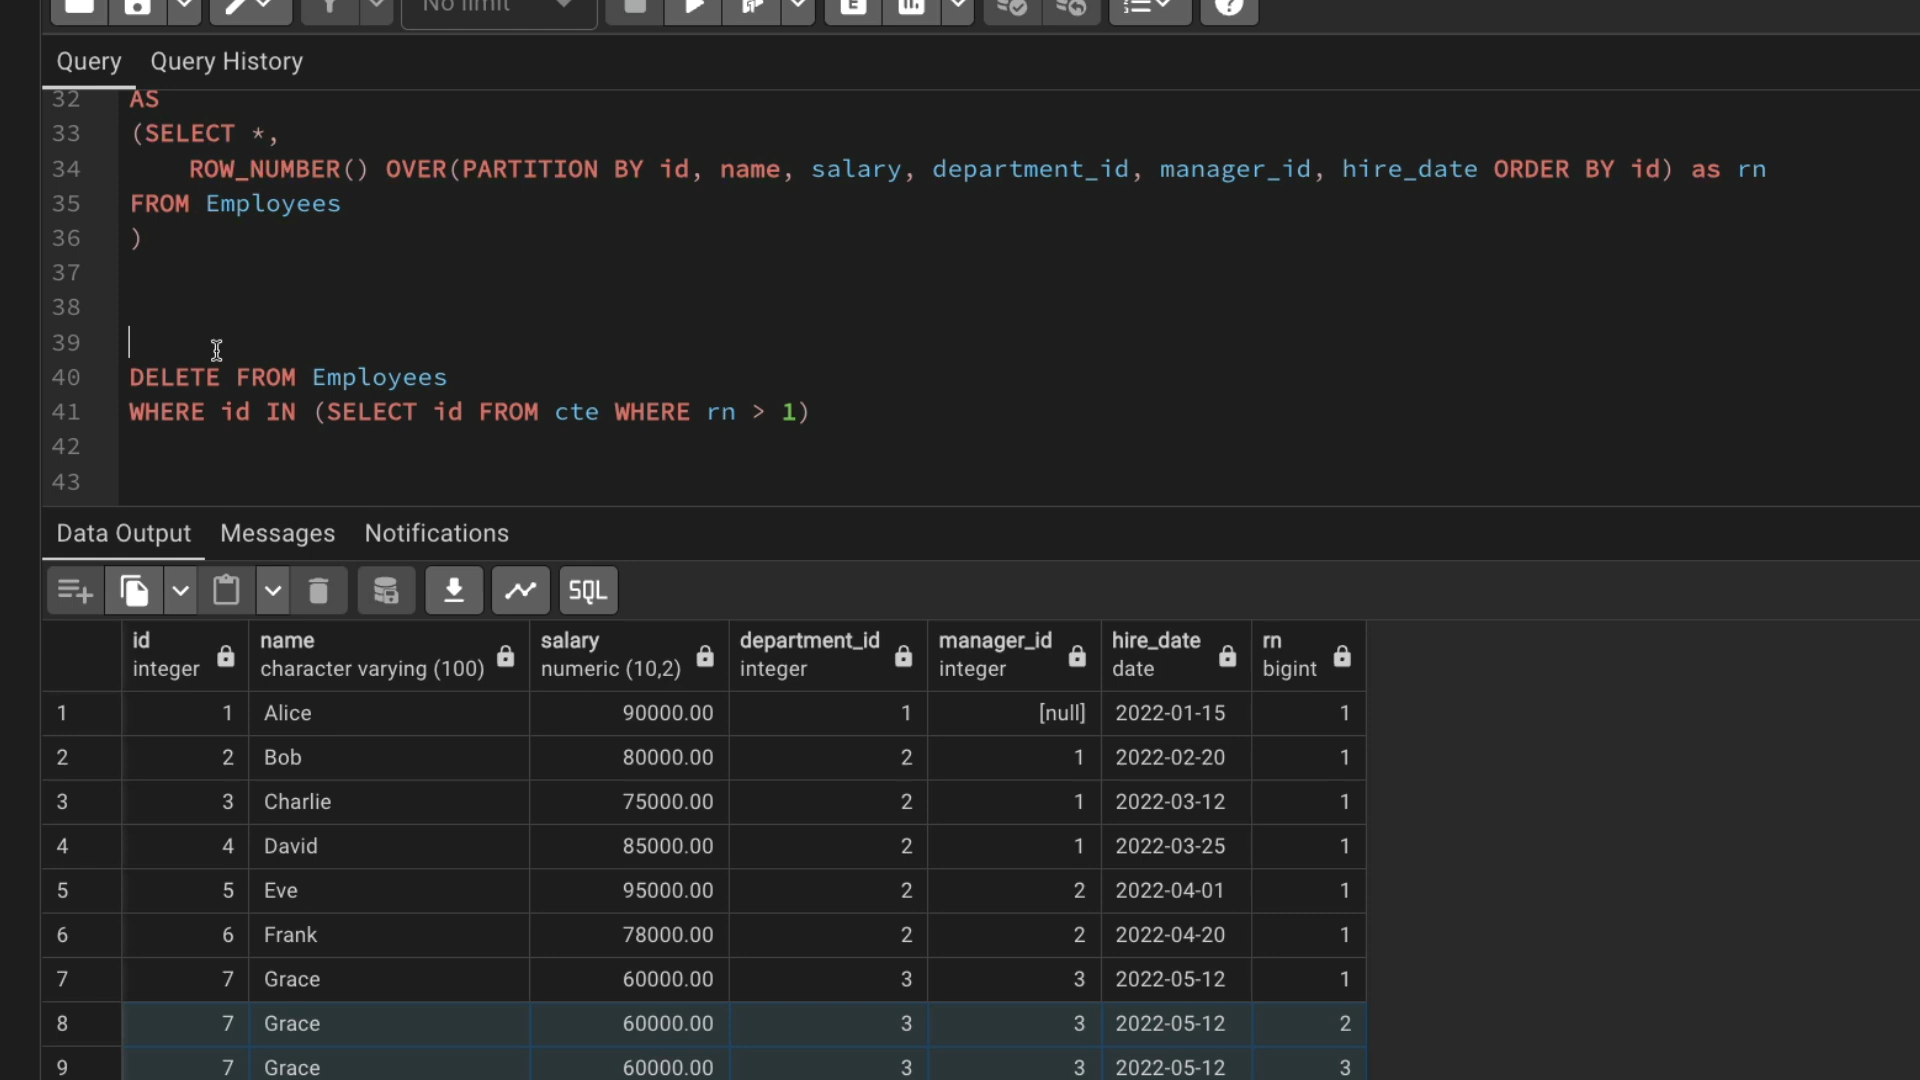 No limit
Query Query History
32 AS
33 (SELECT *,
34 ROW_NUMBER() OVER(PARTITION BY id, name, salary, department_id, manager_id, hire_date ORDER BY id) as rn
35 FROM Employees
36 )
37
38
39
40 DELETE FROM Employees
41 WHERE id IN (SELECT id FROM cte WHERE rn > 1)
42
43
Data Output Messages Notifications
SQL
id name salary department_id manager_id hire_date rn
integer character varying (100) numeric (10,2) integer integer date bigint
1 1 Alice 90000.00 1 [null] 2022-01-15 1
2 2 Bob 80000.00 2 1 2022-02-20 1
3 3 Charlie 75000.00 2 1 2022-03-12 1
4 4 David 85000.00 2 1 2022-03-25 1
5 5 Eve 95000.00 2 2 2022-04-01 1
6 6 Frank 78000.00 2 2 2022-04-20 1
7 7 Grace 60000.00 3 3 2022-05-12 1
8 7 Grace 60000.00 3 3 2022-05-12 2
9 7 Grace 60000.00 3 3 2022-05-12 3